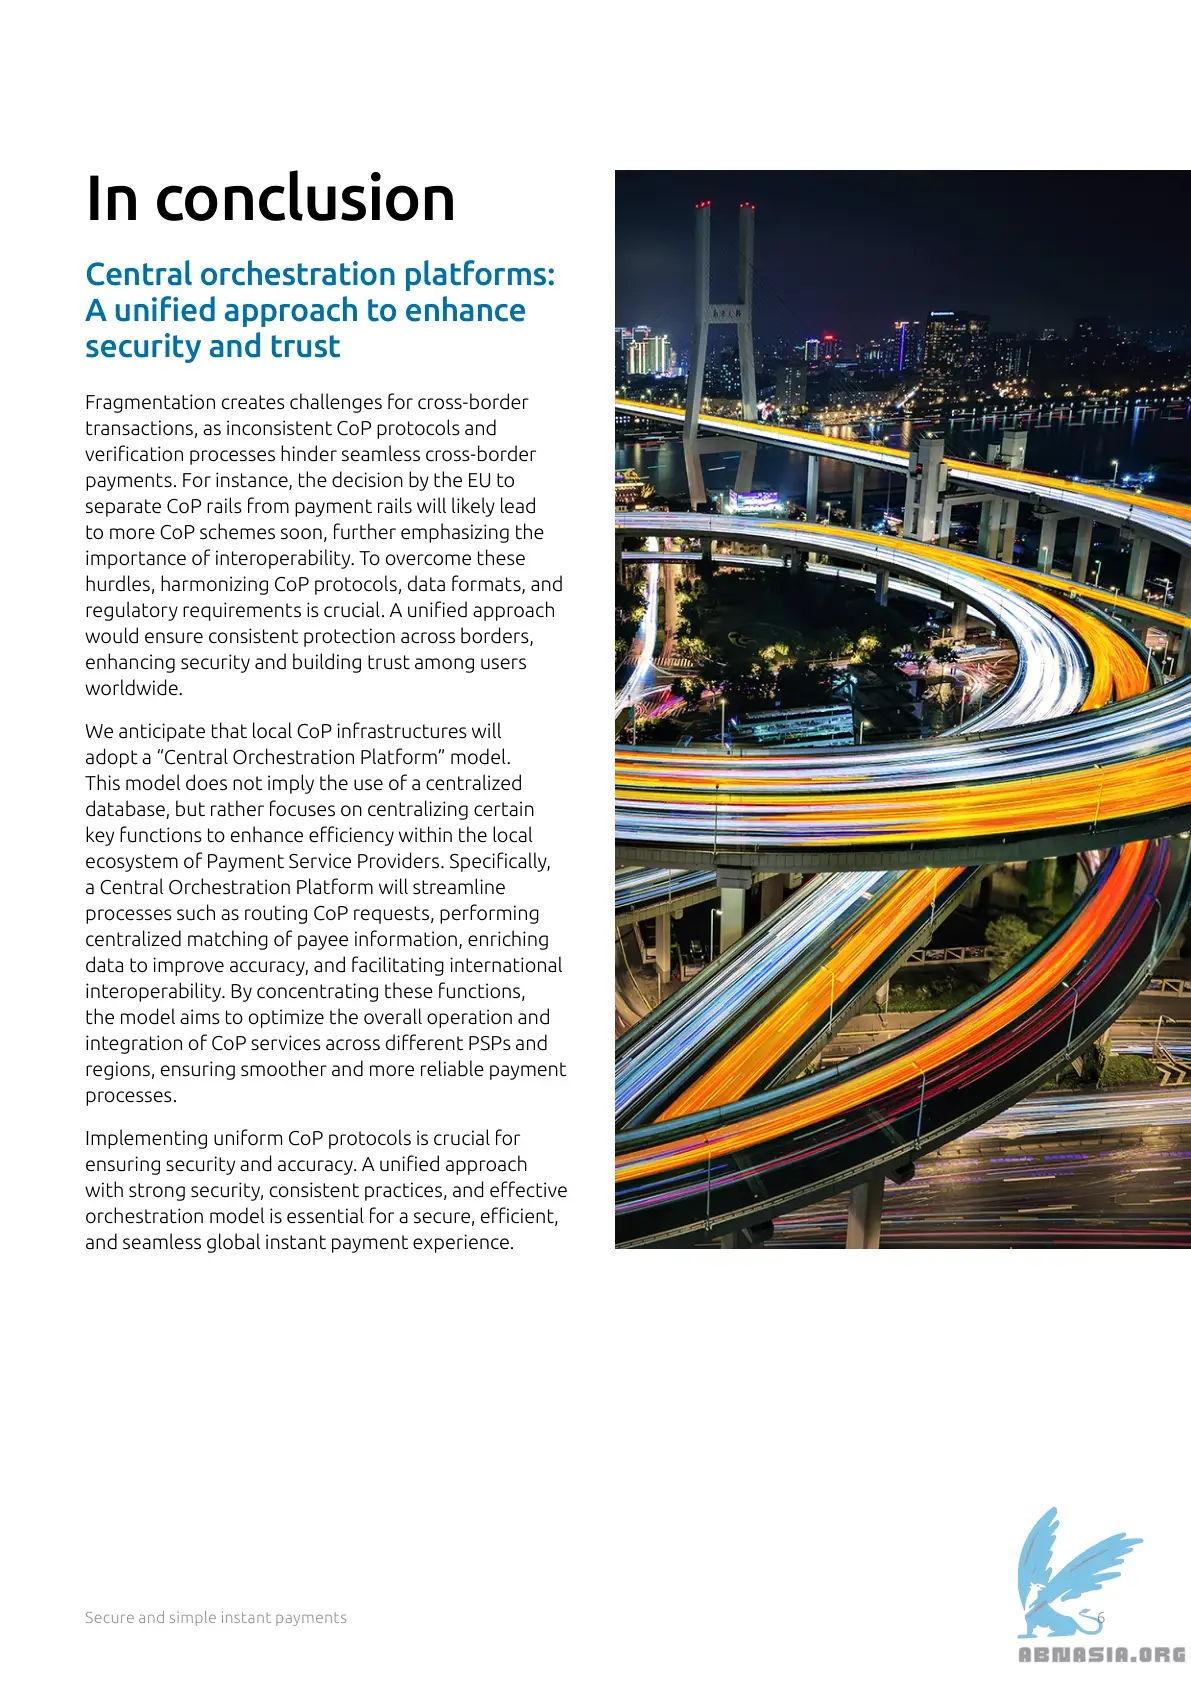 In conclusion
Central orchestration platforms:
A unified approach to enhance
security and trust
Fragmentation creates challenges for cross-border
transactions, as inconsistent CoP protocols and
verification processes hinder seamless cross-border
payments. For instance, the decision by the EU to
separate CoP rails from payment rails will likely lead
to more CoP schemes soon, further emphasizing the
importance of interoperability. To overcome these
hurdles, harmonizing CoP protocols, data formats, and
regulatory requirements is crucial. A unified approach
would ensure consistent protection across borders,
enhancing security and building trust among users
worldwide.
We anticipate that local CoP infrastructures will
adopt a “Central Orchestration Platform” model.
This model does not imply the use of a centralized
database, but rather focuses on centralizing certain
key functions to enhance efficiency within the local
ecosystem of Payment Service Providers. Specifically,
a Central Orchestration Platform will streamline
processes such as routing CoP requests, performing
centralized matching of payee information, enriching
data to improve accuracy, and facilitating international
interoperability. By concentrating these functions,
the model aims to optimize the overall operation and
integration of CoP services across different PSPs and
regions, ensuring smoother and more reliable payment
processes.
Implementing uniform CoP protocols is crucial for
ensuring security and accuracy. A unified approach
with strong security, consistent practices, and effective
orchestration model is essential for a secure, efficient,
and seamless global instant payment experience.
Secure and simple instant payments
6
ABNASIA.ORG